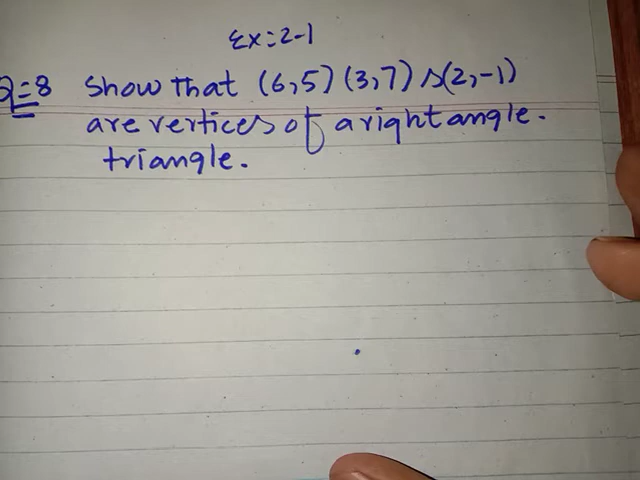 Ex=2-1
Q=8 Show that (6,5) (3,7) & (2,-1)
are vertices of a right angle.
triangle.